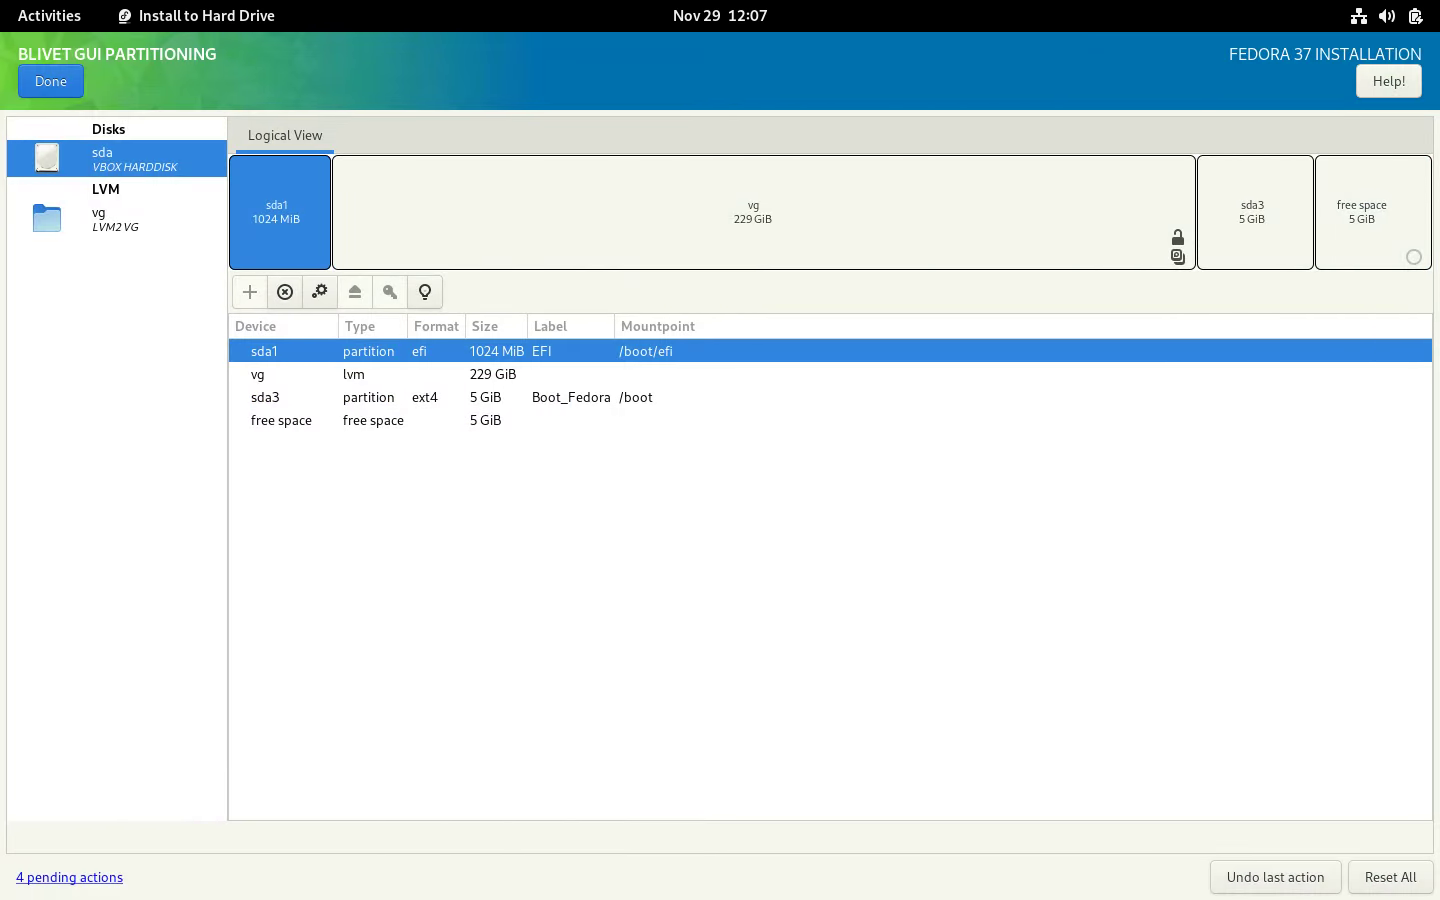 Activities
Install to Hard Drive
Nov 29 12:07
BLIVET GUI PARTITIONING
FEDORA 37 INSTALLATION
Done
Help!
Disks
sda
VBOX HARDDISK
LVM
vg
LVM2 VG
Logical View
sda1
1024 MiB
vg
229 GiB
sda3
5 GiB
free space
5 GiB
Device Type Format Size Label Mountpoint
sda1 partition efi 1024 MiB EFI /boot/efi
vg lvm 229 GiB
sda3 partition ext4 5 GiB Boot_Fedora /boot
free space free space 5 GiB
4 pending actions
Undo last action
Reset All